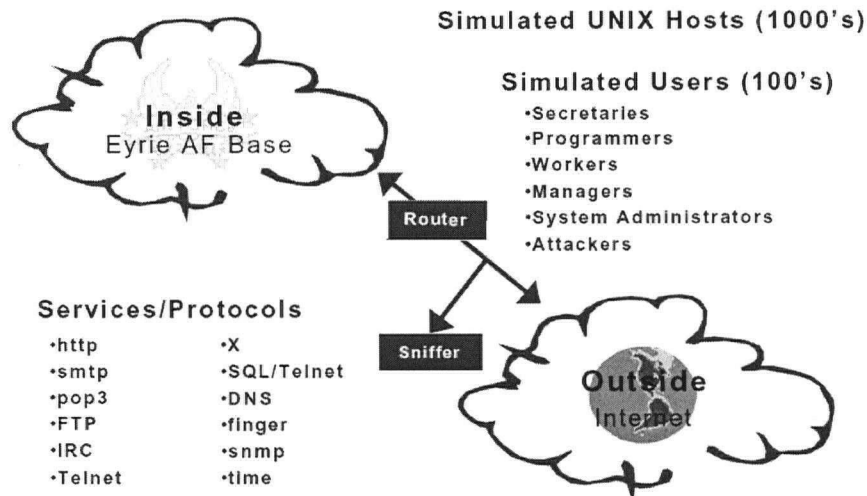 Simulated UNIX Hosts (1000's)
Simulated Users (100's)
•Secretaries
•Programmers
•Workers
•Managers
•System Administrators
•Attackers
Inside
Eyrie AF Base
Router
Sniffer
Services/Protocols
•http
•smtp
•pop3
•FTP
•IRC
•Telnet
•X
•SQL/Telnet
•DNS
•finger
•snmp
•time
Outside
Internet